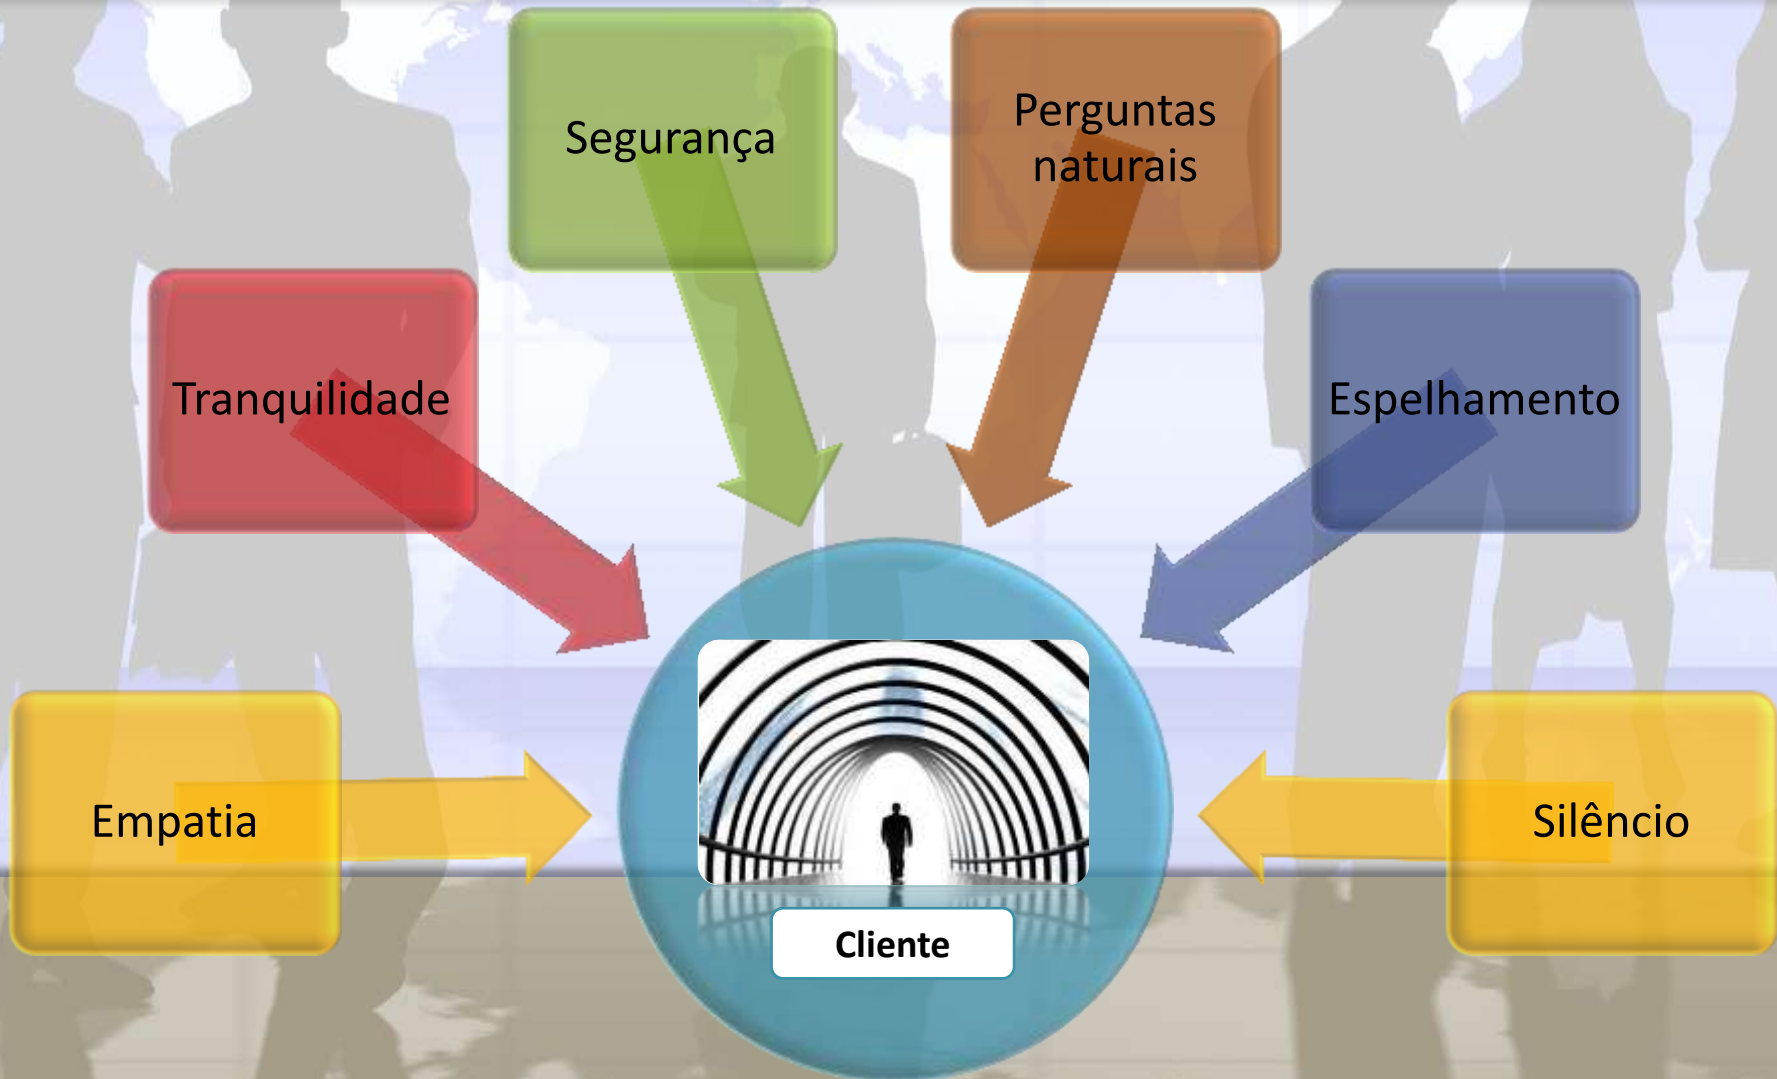 Segurança
Perguntas
naturais
Tranquilidade
Espelhamento
Empatia
Silêncio
Cliente